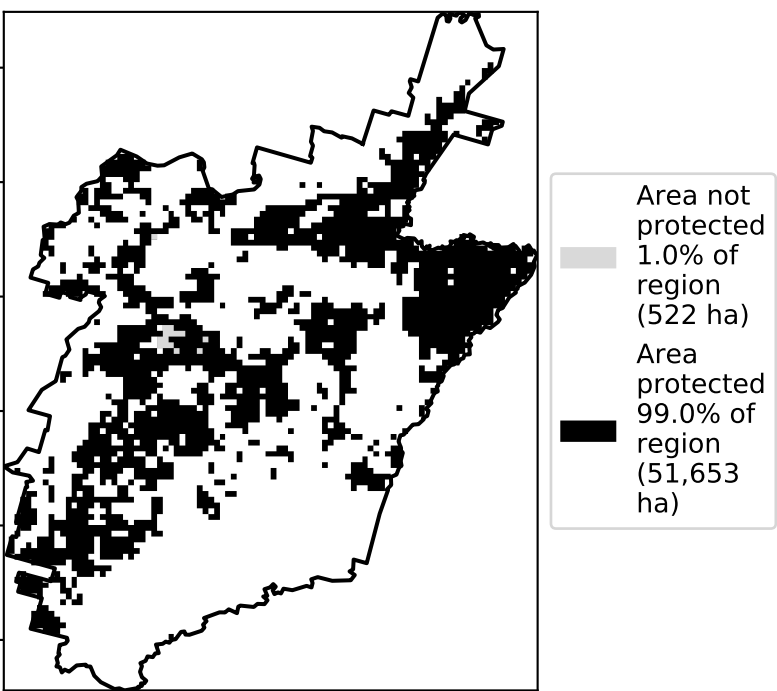 Area not
protected
1.0% of
region
(522 ha)
Area
protected
99.0% of
region
(51,653
ha)